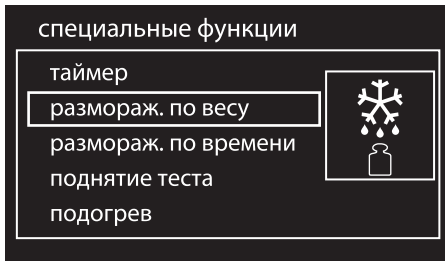 специальные функции
таймер
размораж. по весу
размораж. по времени
поднятие теста
подогрев